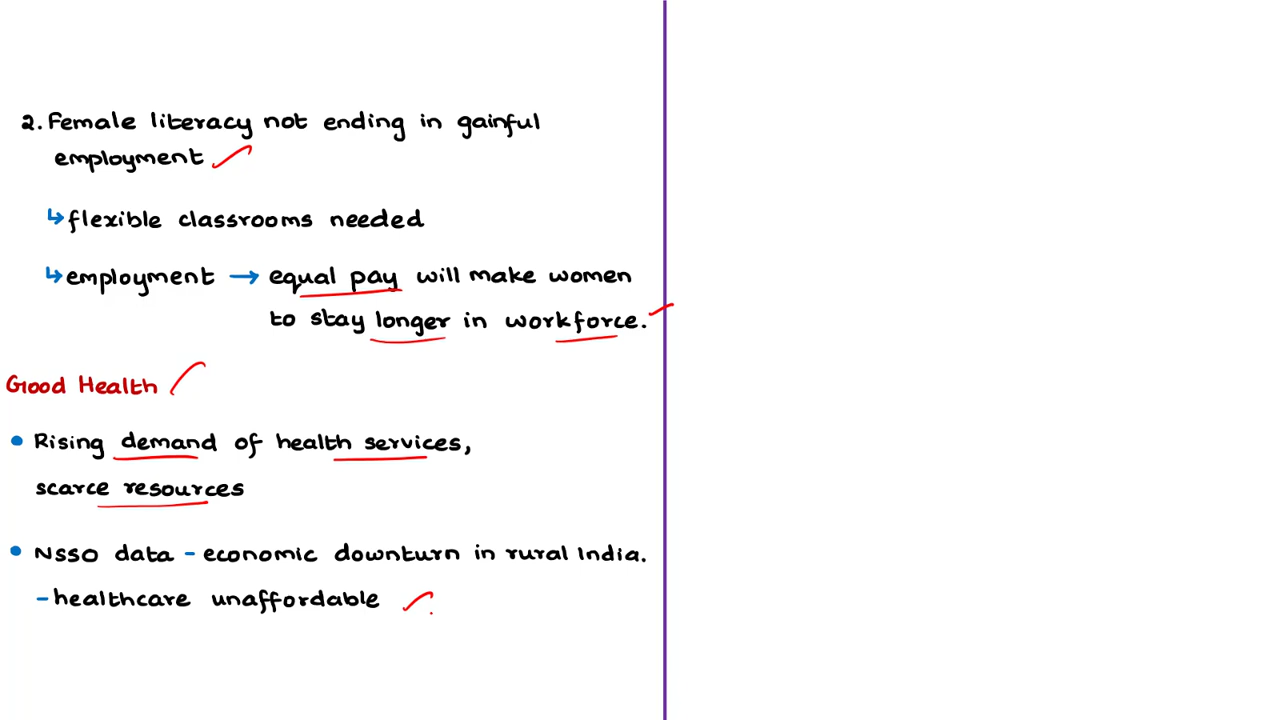 2. Female literacy not ending in gainful
employment
↳ flexible classrooms needed
↳ employment → equal pay will make women
to stay longer in workforce.
Good Health
• Rising demand of health services,
scarce resources
• NSSO data - economic downturn in rural India.
- healthcare unaffordable